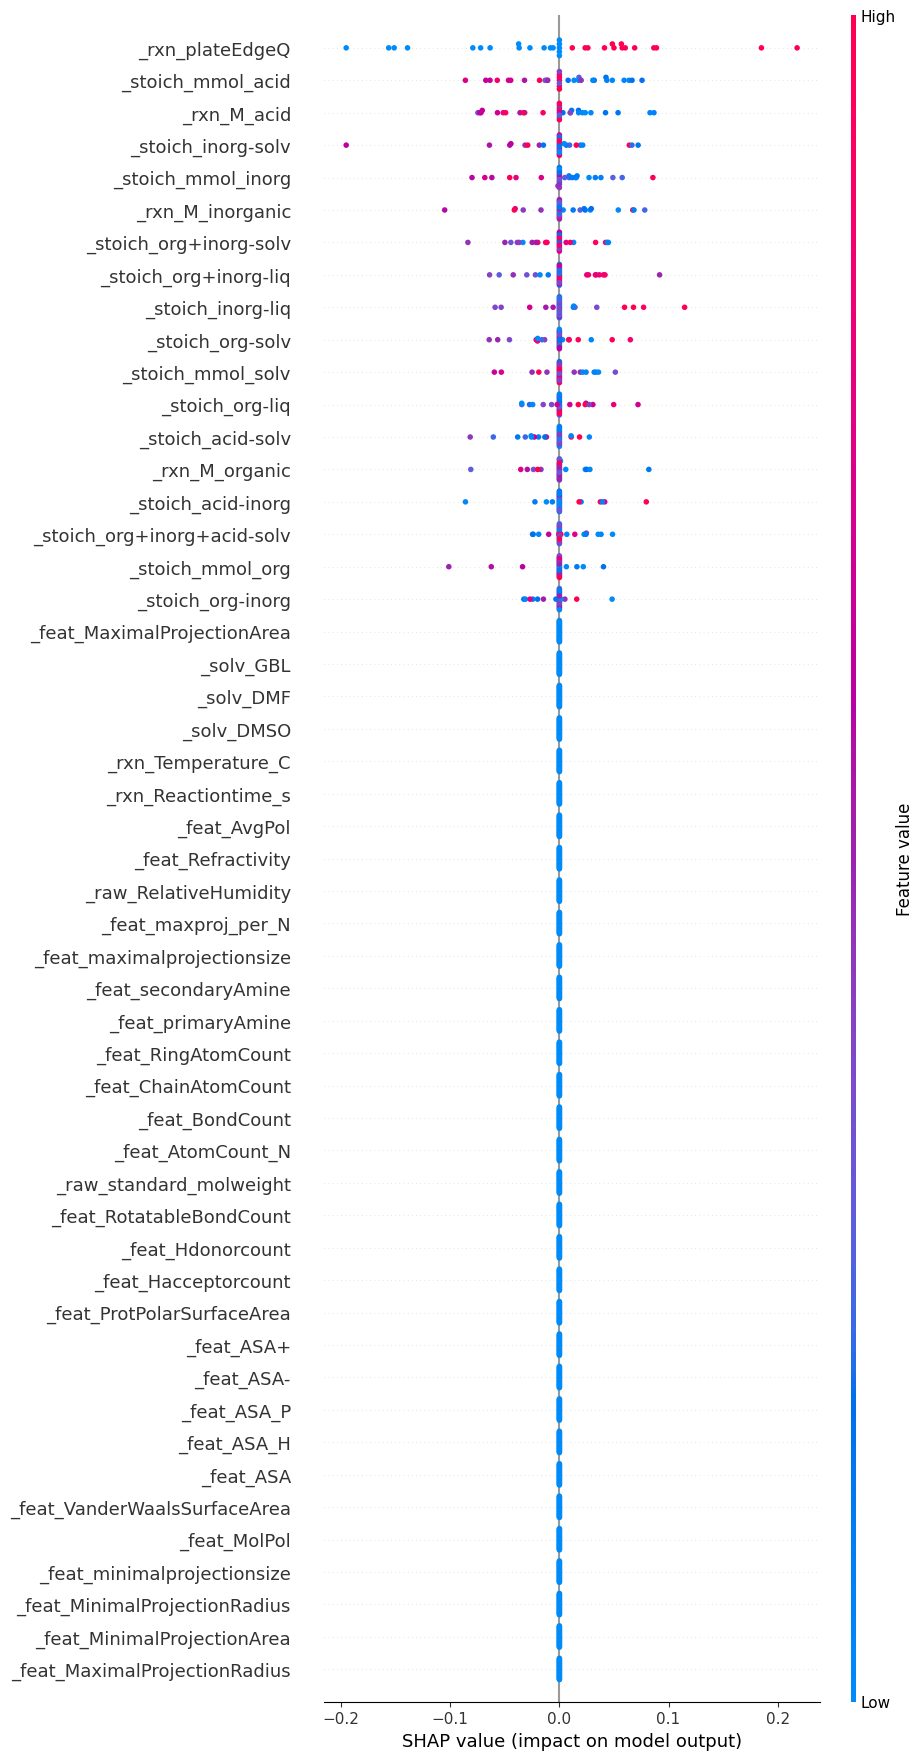 High
_rxn_plateEdgeQ
_stoich_mmol_acid
_rxn_M_acid
_stoich_inorg-solv
_stoich_mmol_inorg
_rxn_M_inorganic
_stoich_org+inorg-solv
_stoich_org+inorg-liq
_stoich_inorg-liq
_stoich_org-solv
_stoich_mmol_solv
_stoich_org-liq
_stoich_acid-solv
_rxn_M_organic
_stoich_acid-inorg
_stoich_org+inorg+acid-solv
_stoich_mmol_org
_stoich_org-inorg
_feat_MaximalProjectionArea
_solv_GBL
_solv_DMF
_solv_DMSO
_rxn_Temperature_C
_rxn_Reactiontime_s
_feat_AvgPol
_feat_Refractivity
_raw_RelativeHumidity
_feat_maxproj_per_N
_feat_maximalprojectionsize
_feat_secondaryAmine
_feat_primaryAmine
_feat_RingAtomCount
_feat_ChainAtomCount
_feat_BondCount
_feat_AtomCount_N
_raw_standard_molweight
_feat_RotatableBondCount
_feat_Hdonorcount
_feat_Hacceptorcount
_feat_ProtPolarSurfaceArea
_feat_ASA+
_feat_ASA-
_feat_ASA_P
_feat_ASA_H
_feat_ASA
_feat_VanderWaalsSurfaceArea
_feat_MolPol
_feat_minimalprojectionsize
_feat_MinimalProjectionRadius
_feat_MinimalProjectionArea
_feat_MaximalProjectionRadius
Feature value
Low
−0.2 −0.1 0.0 0.1 0.2
SHAP value (impact on model output)